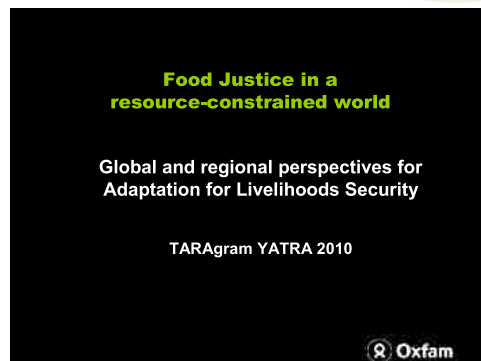 Food Justice in a
resource-constrained world
Global and regional perspectives for
Adaptation for Livelihoods Security
TARAgram YATRA 2010
Oxfam